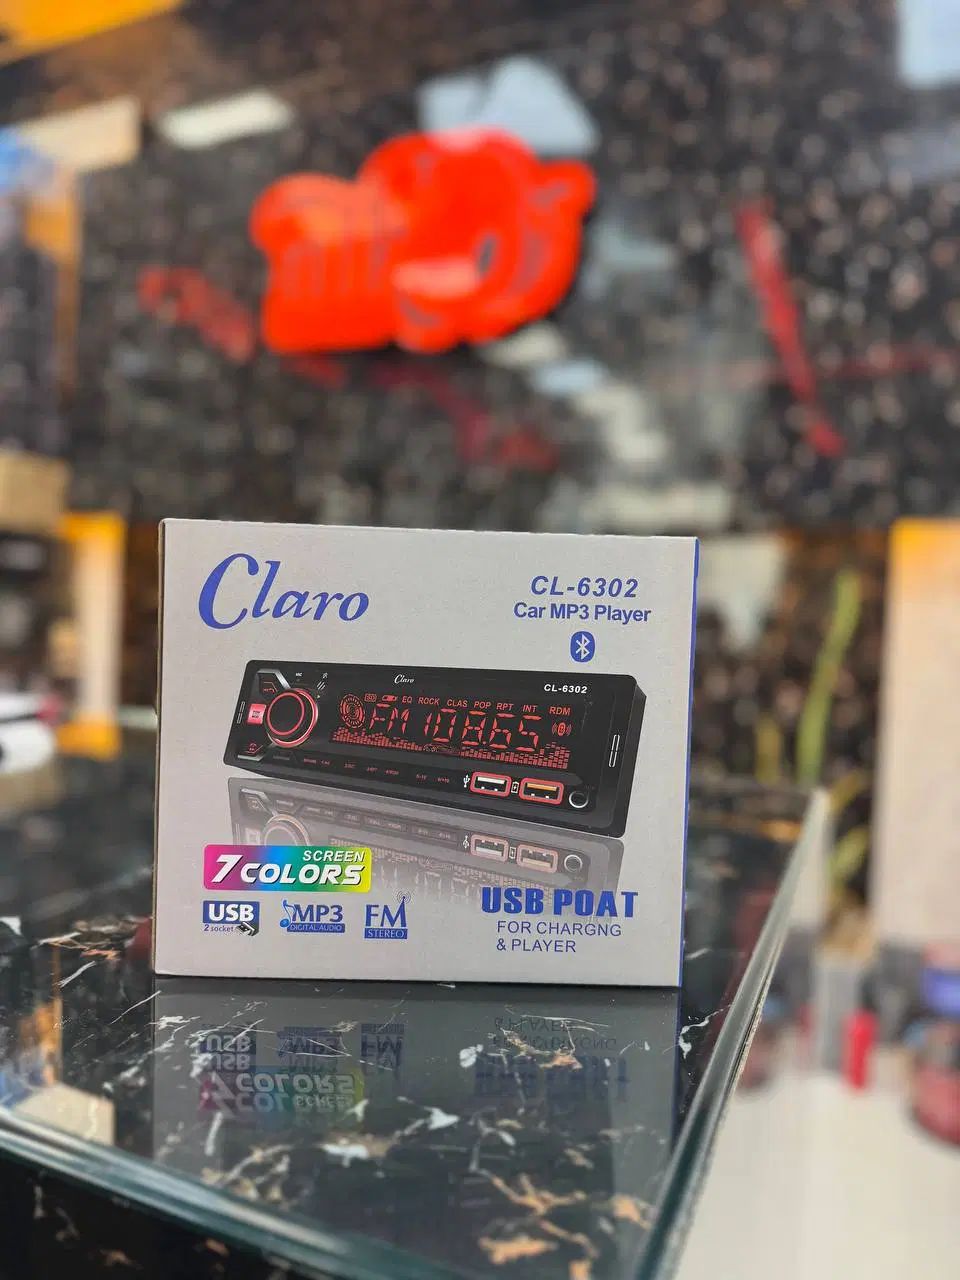 Claro
CL-6302
Car MP3 Player
Claro
CL-6302
EQ ROCK CLAS POP RPT INT RDM
FM 108.65
SCREEN
7 COLORS
USB
2 socket
MP3
DIGITAL AUDIO
FM
STEREO
USB POAT
FOR CHARGNG
& PLAYER